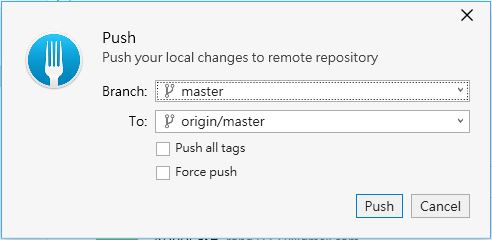 Push
Push your local changes to remote repository
Branch: master
To: origin/master
Push all tags
Force push
Push Cancel